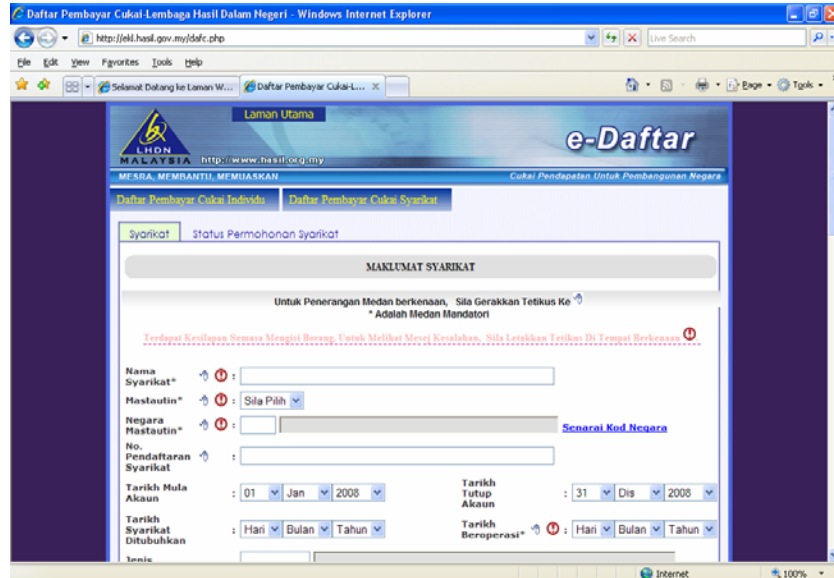 Daftar Pembayar Cukai-Lembaga Hasil Dalam Negeri - Windows Internet Explorer
http://ekl.hasil.gov.my/dafc.php
Live Search
File Edit View Favorites Tools Help
Selamat Datang ke Laman W...
Daftar Pembayar Cukai-L...
Page
Tools
Laman Utama
LHDN
MALAYSIA
http://www.hasil.org.my
e-Daftar
MESRA, MEMBANTU, MEMUASKAN
Cukai Pendapatan Untuk Pembangunan Negara
Daftar Pembayar Cukai Individu
Daftar Pembayar Cukai Syarikat
Syarikat
Status Permohonan Syarikat
MAKLUMAT SYARIKAT
Untuk Penerangan Medan berkenaan, Sila Gerakkan Tetikus Ke
* Adalah Medan Mandatori
Terdapat Kesilapan Semasa Mengisi Borang. Untuk Melihat Mesej Kesalahan, Sila Letakkan Tetikus Di Tempat Berkenaan
Nama
Syarikat* :
Mastautin* : Sila Pilih
Negara
Mastautin* :
Senarai Kod Negara
No.
Pendaftaran :
Syarikat
Tarikh Mula
Akaun : 01 Jan 2008
Tarikh
Tutup : 31 Dis 2008
Akaun
Tarikh
Syarikat : Hari Bulan Tahun
Ditubuhkan
Tarikh
Beroperasi* : Hari Bulan Tahun
Jenis
Internet
100%